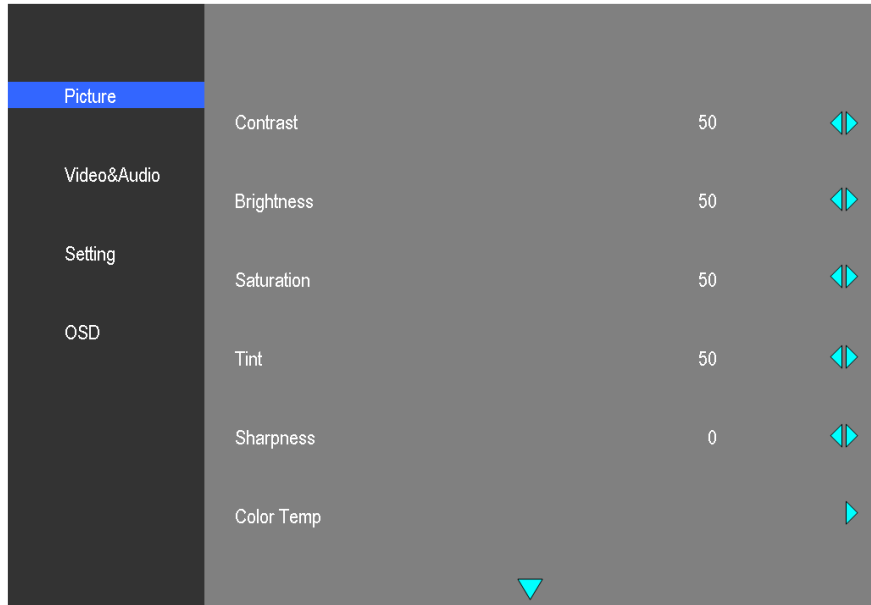 Picture
Video&Audio
Setting
OSD
Contrast 50
Brightness 50
Saturation 50
Tint 50
Sharpness 0
Color Temp